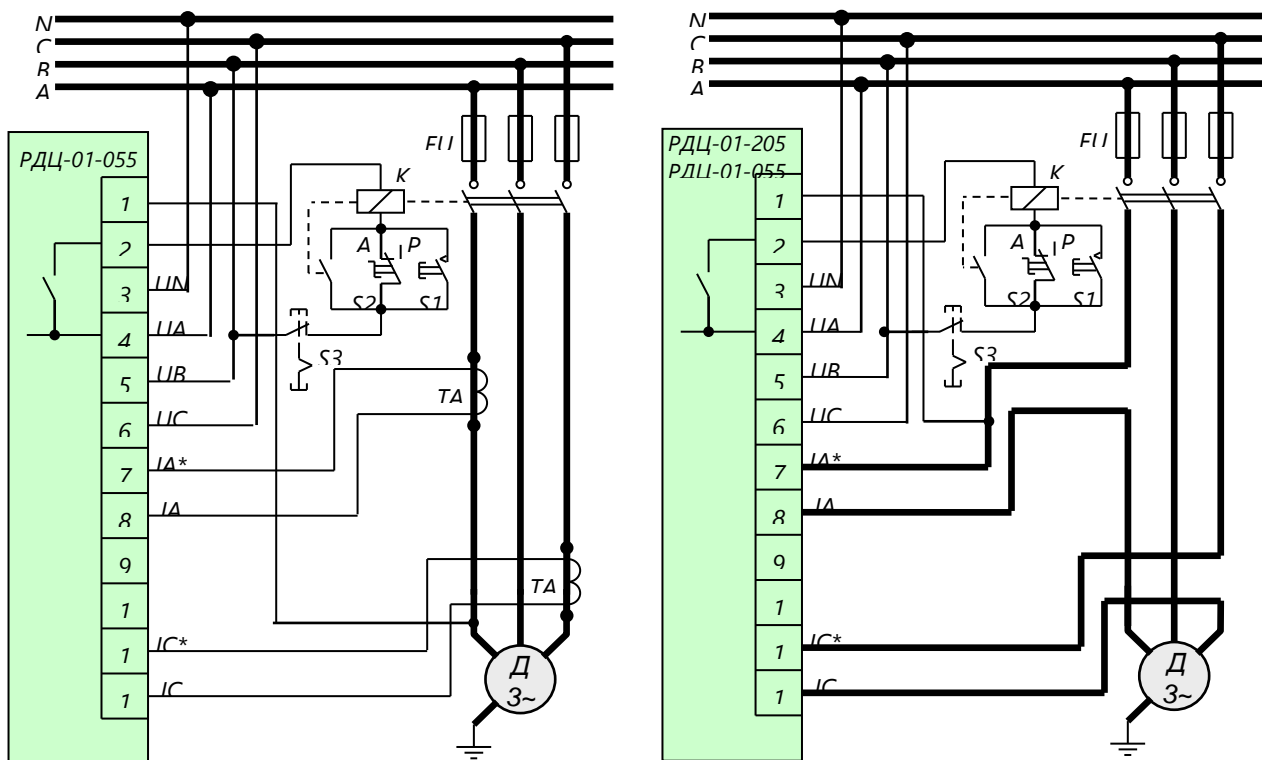 N
C
B
A
РДЦ-01-055
FU
K
1
2
A
P
3
UN
S2
S1
4
UA
S3
5
UB
TA
6
UC
7
IA*
8
IA
9
TA
1
1
IC*
Д
3~
1
IC
N
C
B
A
РДЦ-01-205
РДЦ-01-055
FU
K
1
2
A
P
3
UN
S2
S1
4
UA
S3
5
UB
6
UC
7
IA*
8
IA
9
1
1
IC*
Д
3~
1
IC